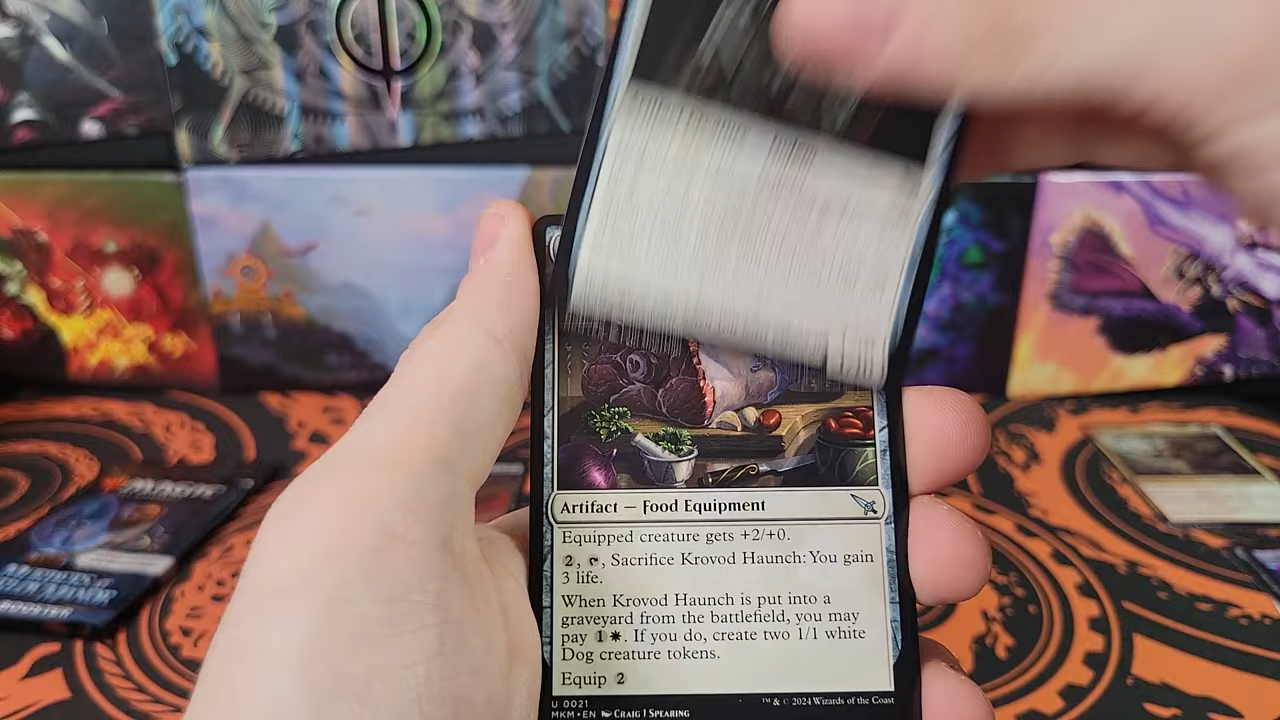 Artifact — Food Equipment
Equipped creature gets +2/+0.
2, , Sacrifice Krovod Haunch: You gain
3 life.
When Krovod Haunch is put into a
graveyard from the battlefield, you may
pay 1. If you do, create two 1/1 white
Dog creature tokens.
Equip 2
U 0021
MKM • EN CRAIG J SPEARING
™ & © 2024 Wizards of the Coast